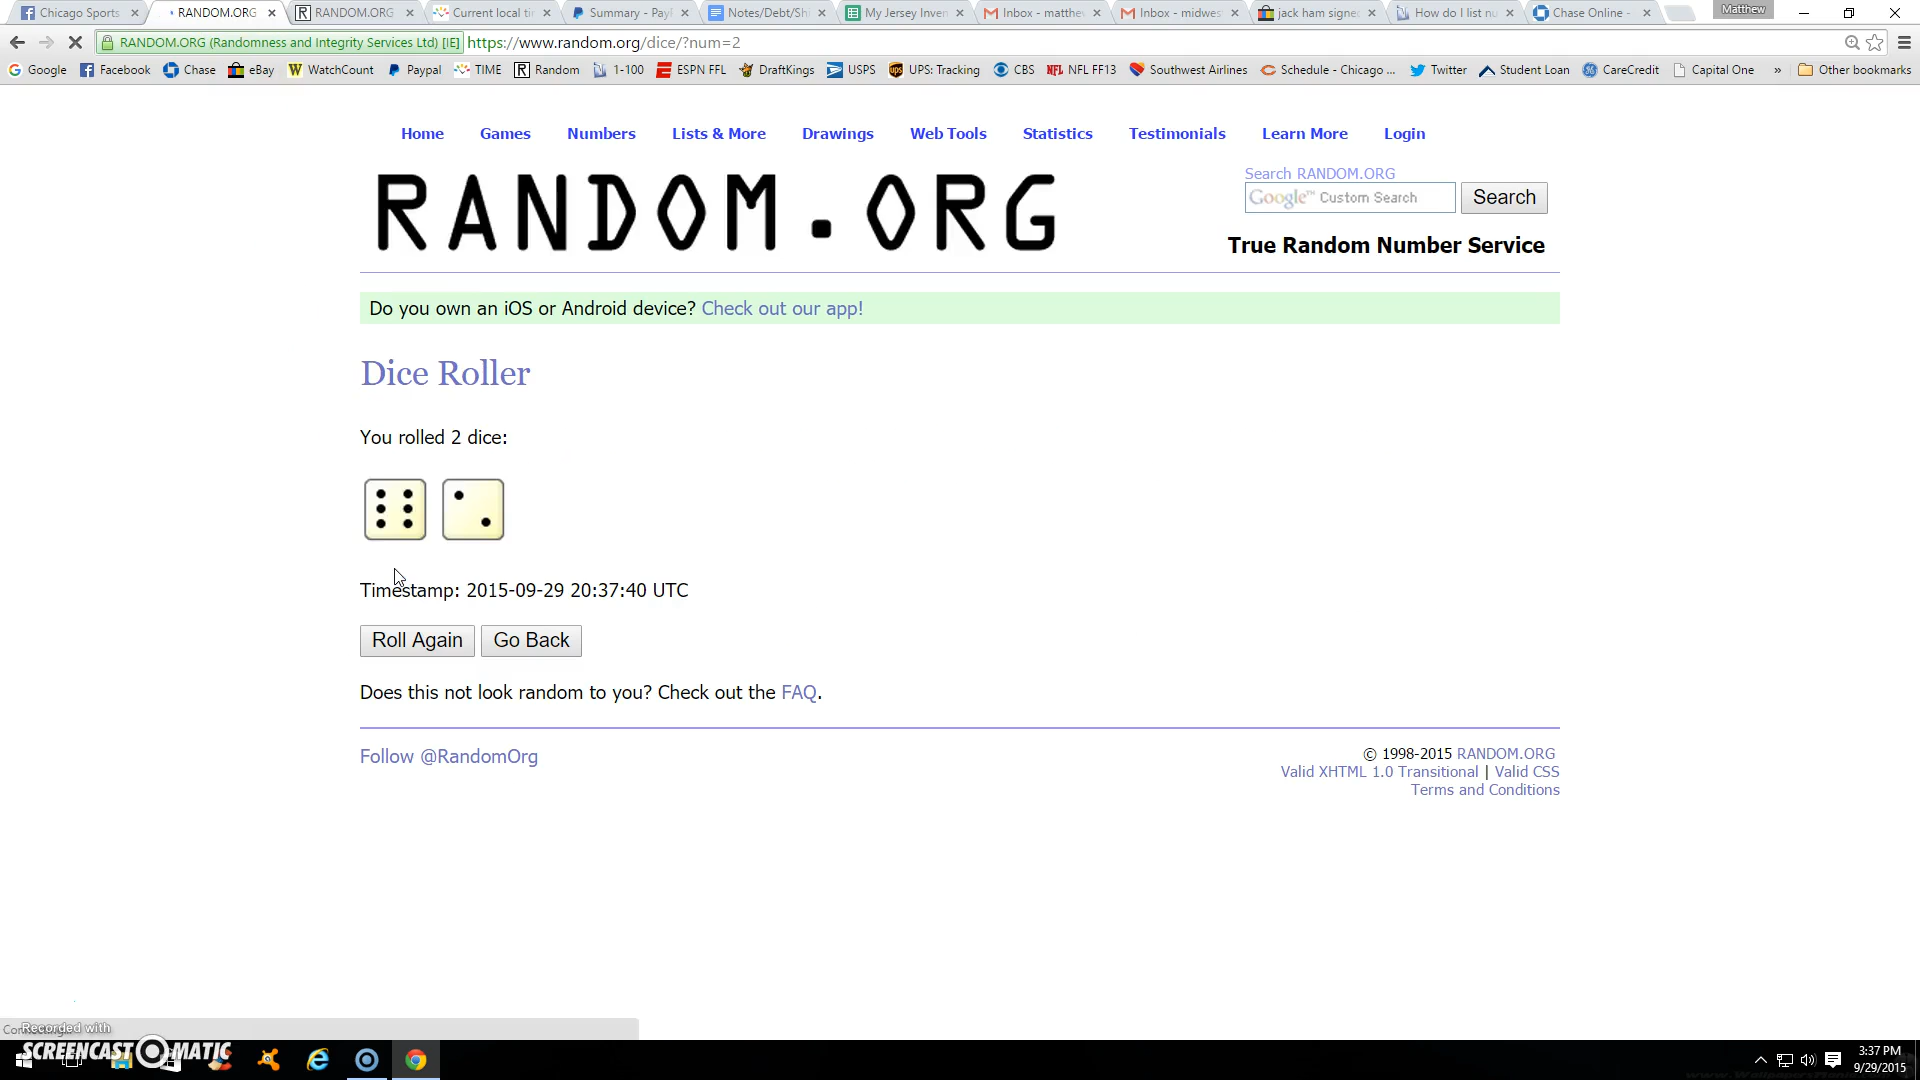 Chicago Sports
RANDOM.ORG
RANDOM.ORG
Current local ti
Summary - Pay
Notes/Debt/Shi
My Jersey Inven
Inbox - matthe
Inbox - midwes
jack ham signe
How do I list nu
Chase Online -
Matthew
RANDOM.ORG (Randomness and Integrity Services Ltd) [IE]
https://www.random.org/dice/?num=2
Google
Facebook
Chase
eBay
WatchCount
Paypal
TIME
Random
1-100
ESPN FFL
DraftKings
USPS
UPS: Tracking
CBS
NFL FF13
Southwest Airlines
Schedule - Chicago ...
Twitter
Student Loan
CareCredit
Capital One
»
Other bookmarks
Home
Games
Numbers
Lists & More
Drawings
Web Tools
Statistics
Testimonials
Learn More
Login
RANDOM.ORG
Search RANDOM.ORG
Google™ Custom Search
Search
True Random Number Service
Do you own an iOS or Android device? Check out our app!
Dice Roller
You rolled 2 dice:
Timestamp: 2015-09-29 20:37:40 UTC
Roll Again
Go Back
Does this not look random to you? Check out the FAQ.
Follow @RandomOrg
© 1998-2015 RANDOM.ORG
Valid XHTML 1.0 Transitional | Valid CSS
Terms and Conditions
Recorded with
SCREENCAST-O-MATIC
3:37 PM
9/29/2015